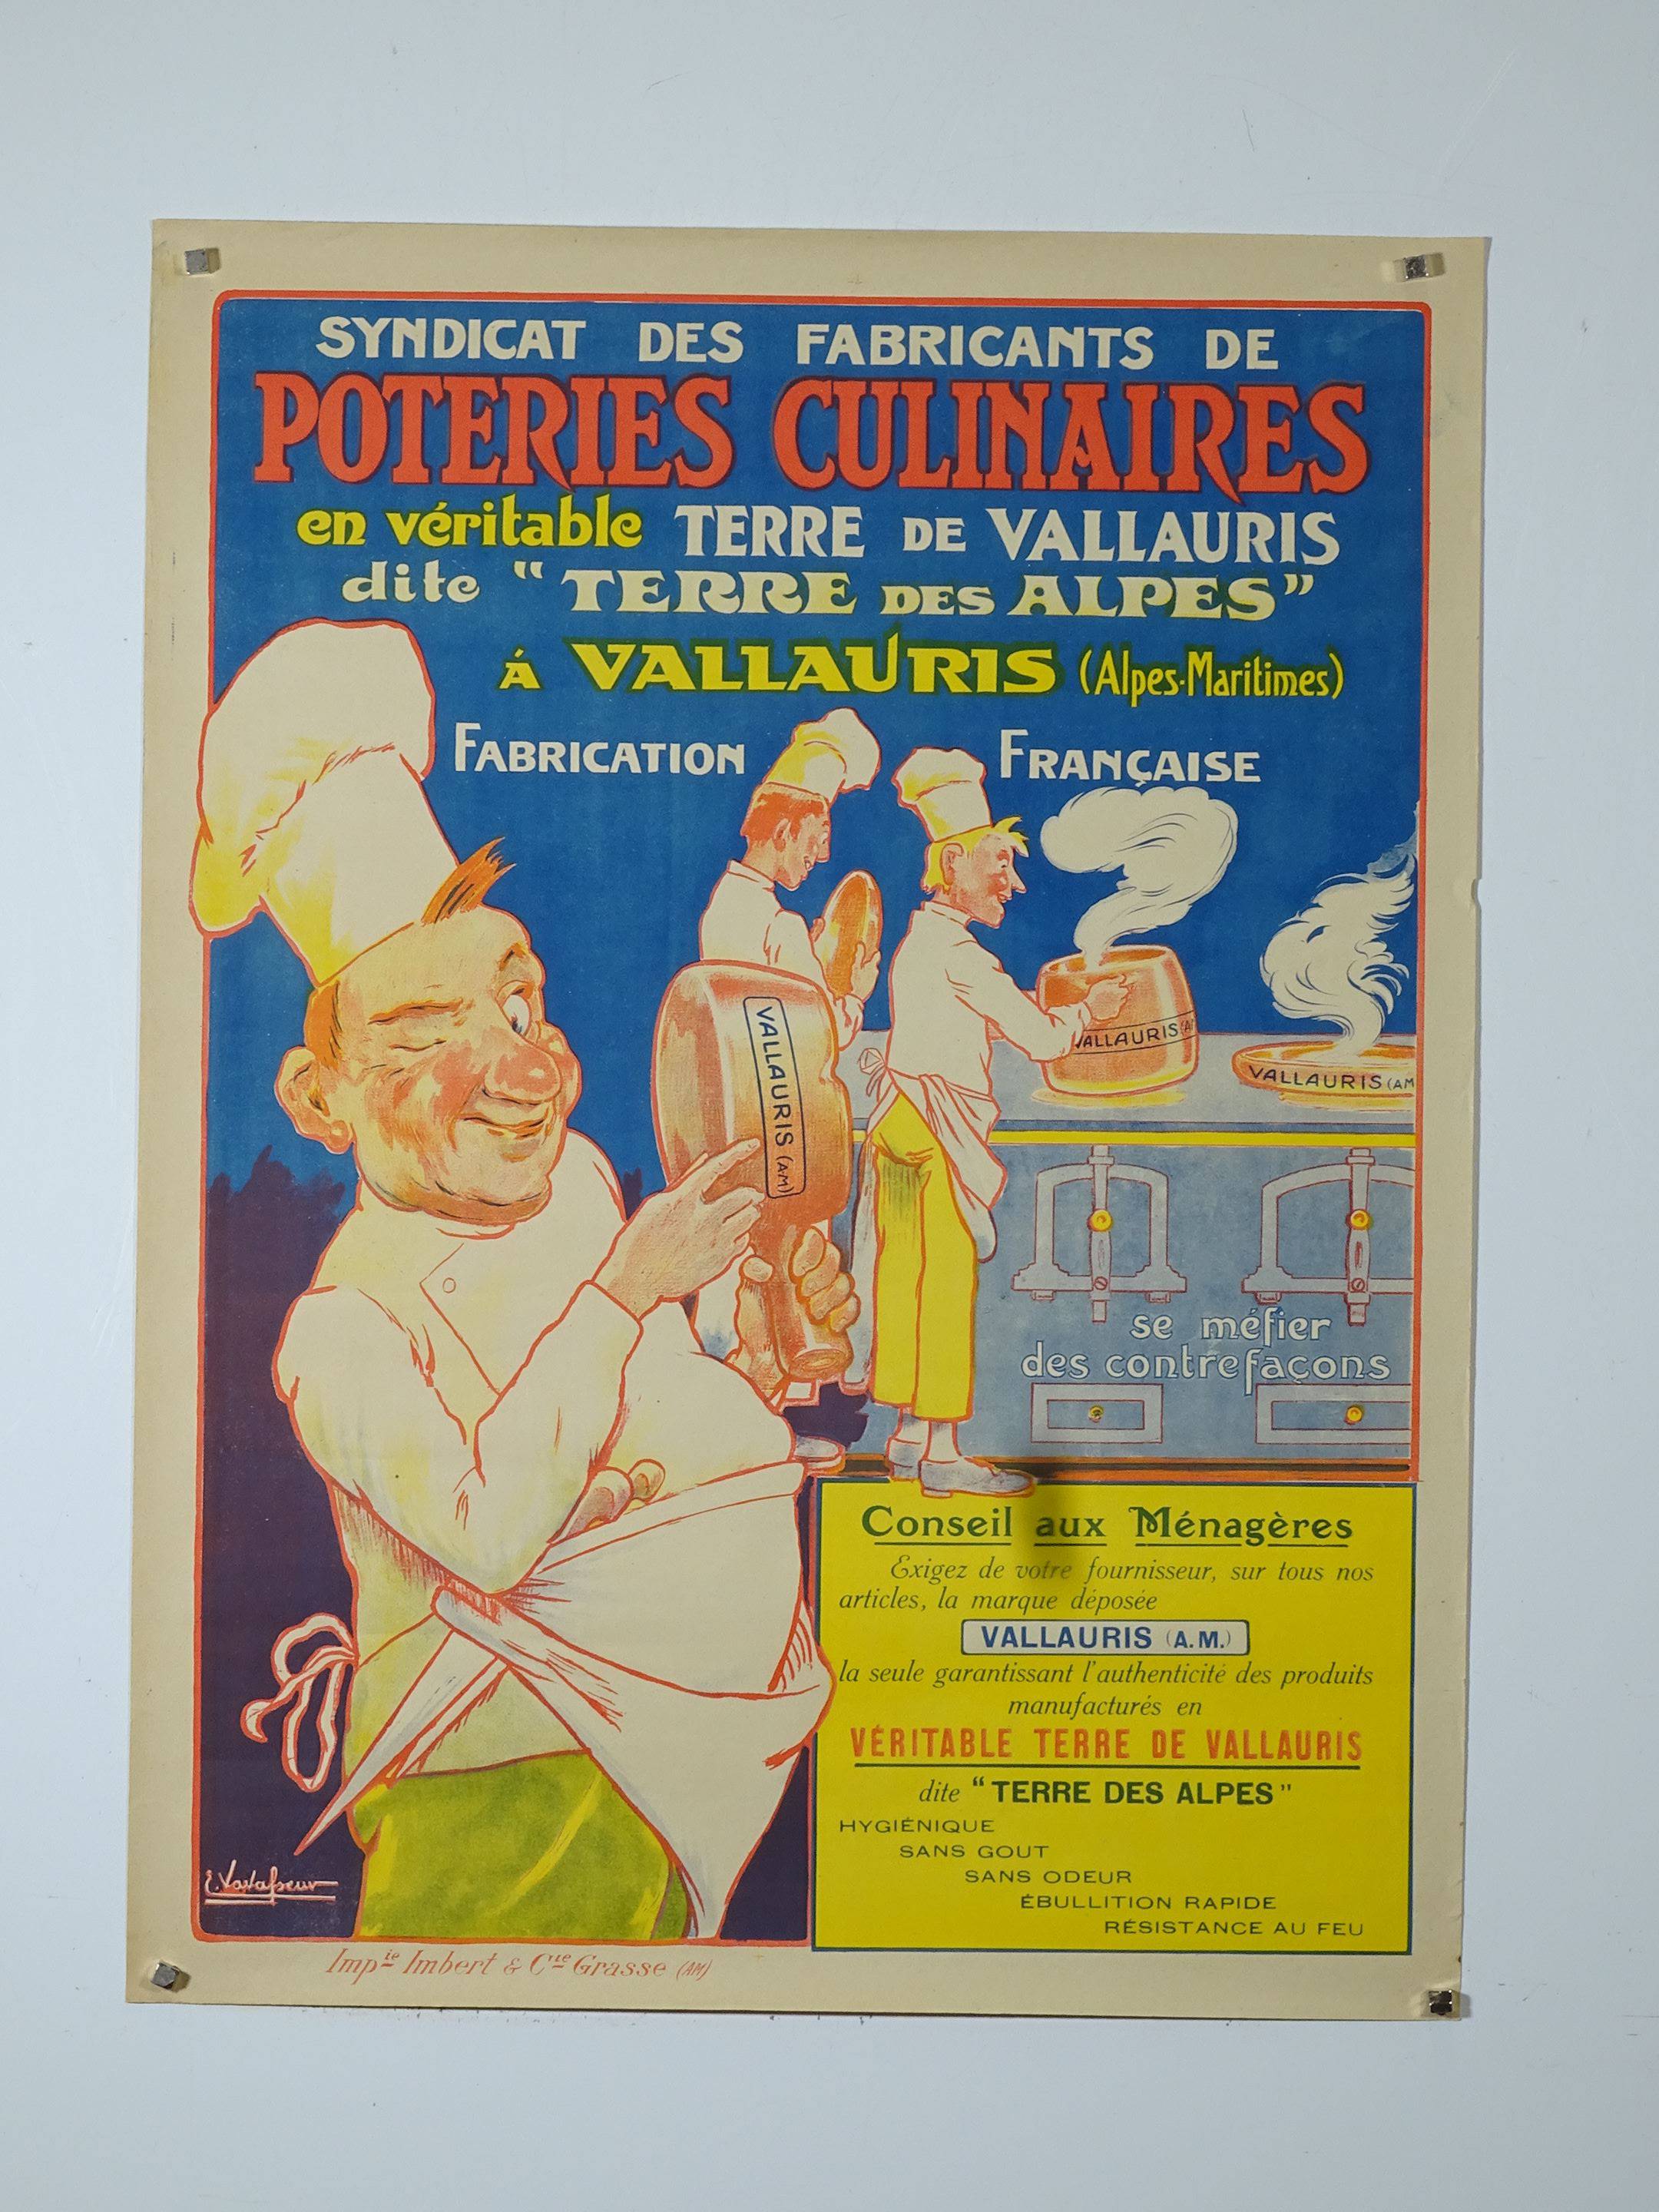 SYNDICAT DES FABRICANTS DE
POTERIES CULINAIRES
en véritable TERRE DE VALLAURIS
dite “TERRE DES ALPES”
À VALLAURIS (Alpes-Maritimes)
FABRICATION FRANÇAISE
VALLAURIS (AM)
VALLAURIS (A
VALLAURIS (AM
se méfier
des contrefaçons
Conseil aux Ménagères
Exigez de votre fournisseur, sur tous nos
articles, la marque déposée
VALLAURIS (A.M.)
la seule garantissant l'authenticité des produits
manufacturés en
VÉRITABLE TERRE DE VALLAURIS
dite “TERRE DES ALPES”
HYGIÉNIQUE
SANS GOUT
SANS ODEUR
ÉBULLITION RAPIDE
RÉSISTANCE AU FEU
E. Vavasseur
Impie Imbert & Cie Grasse (AM)